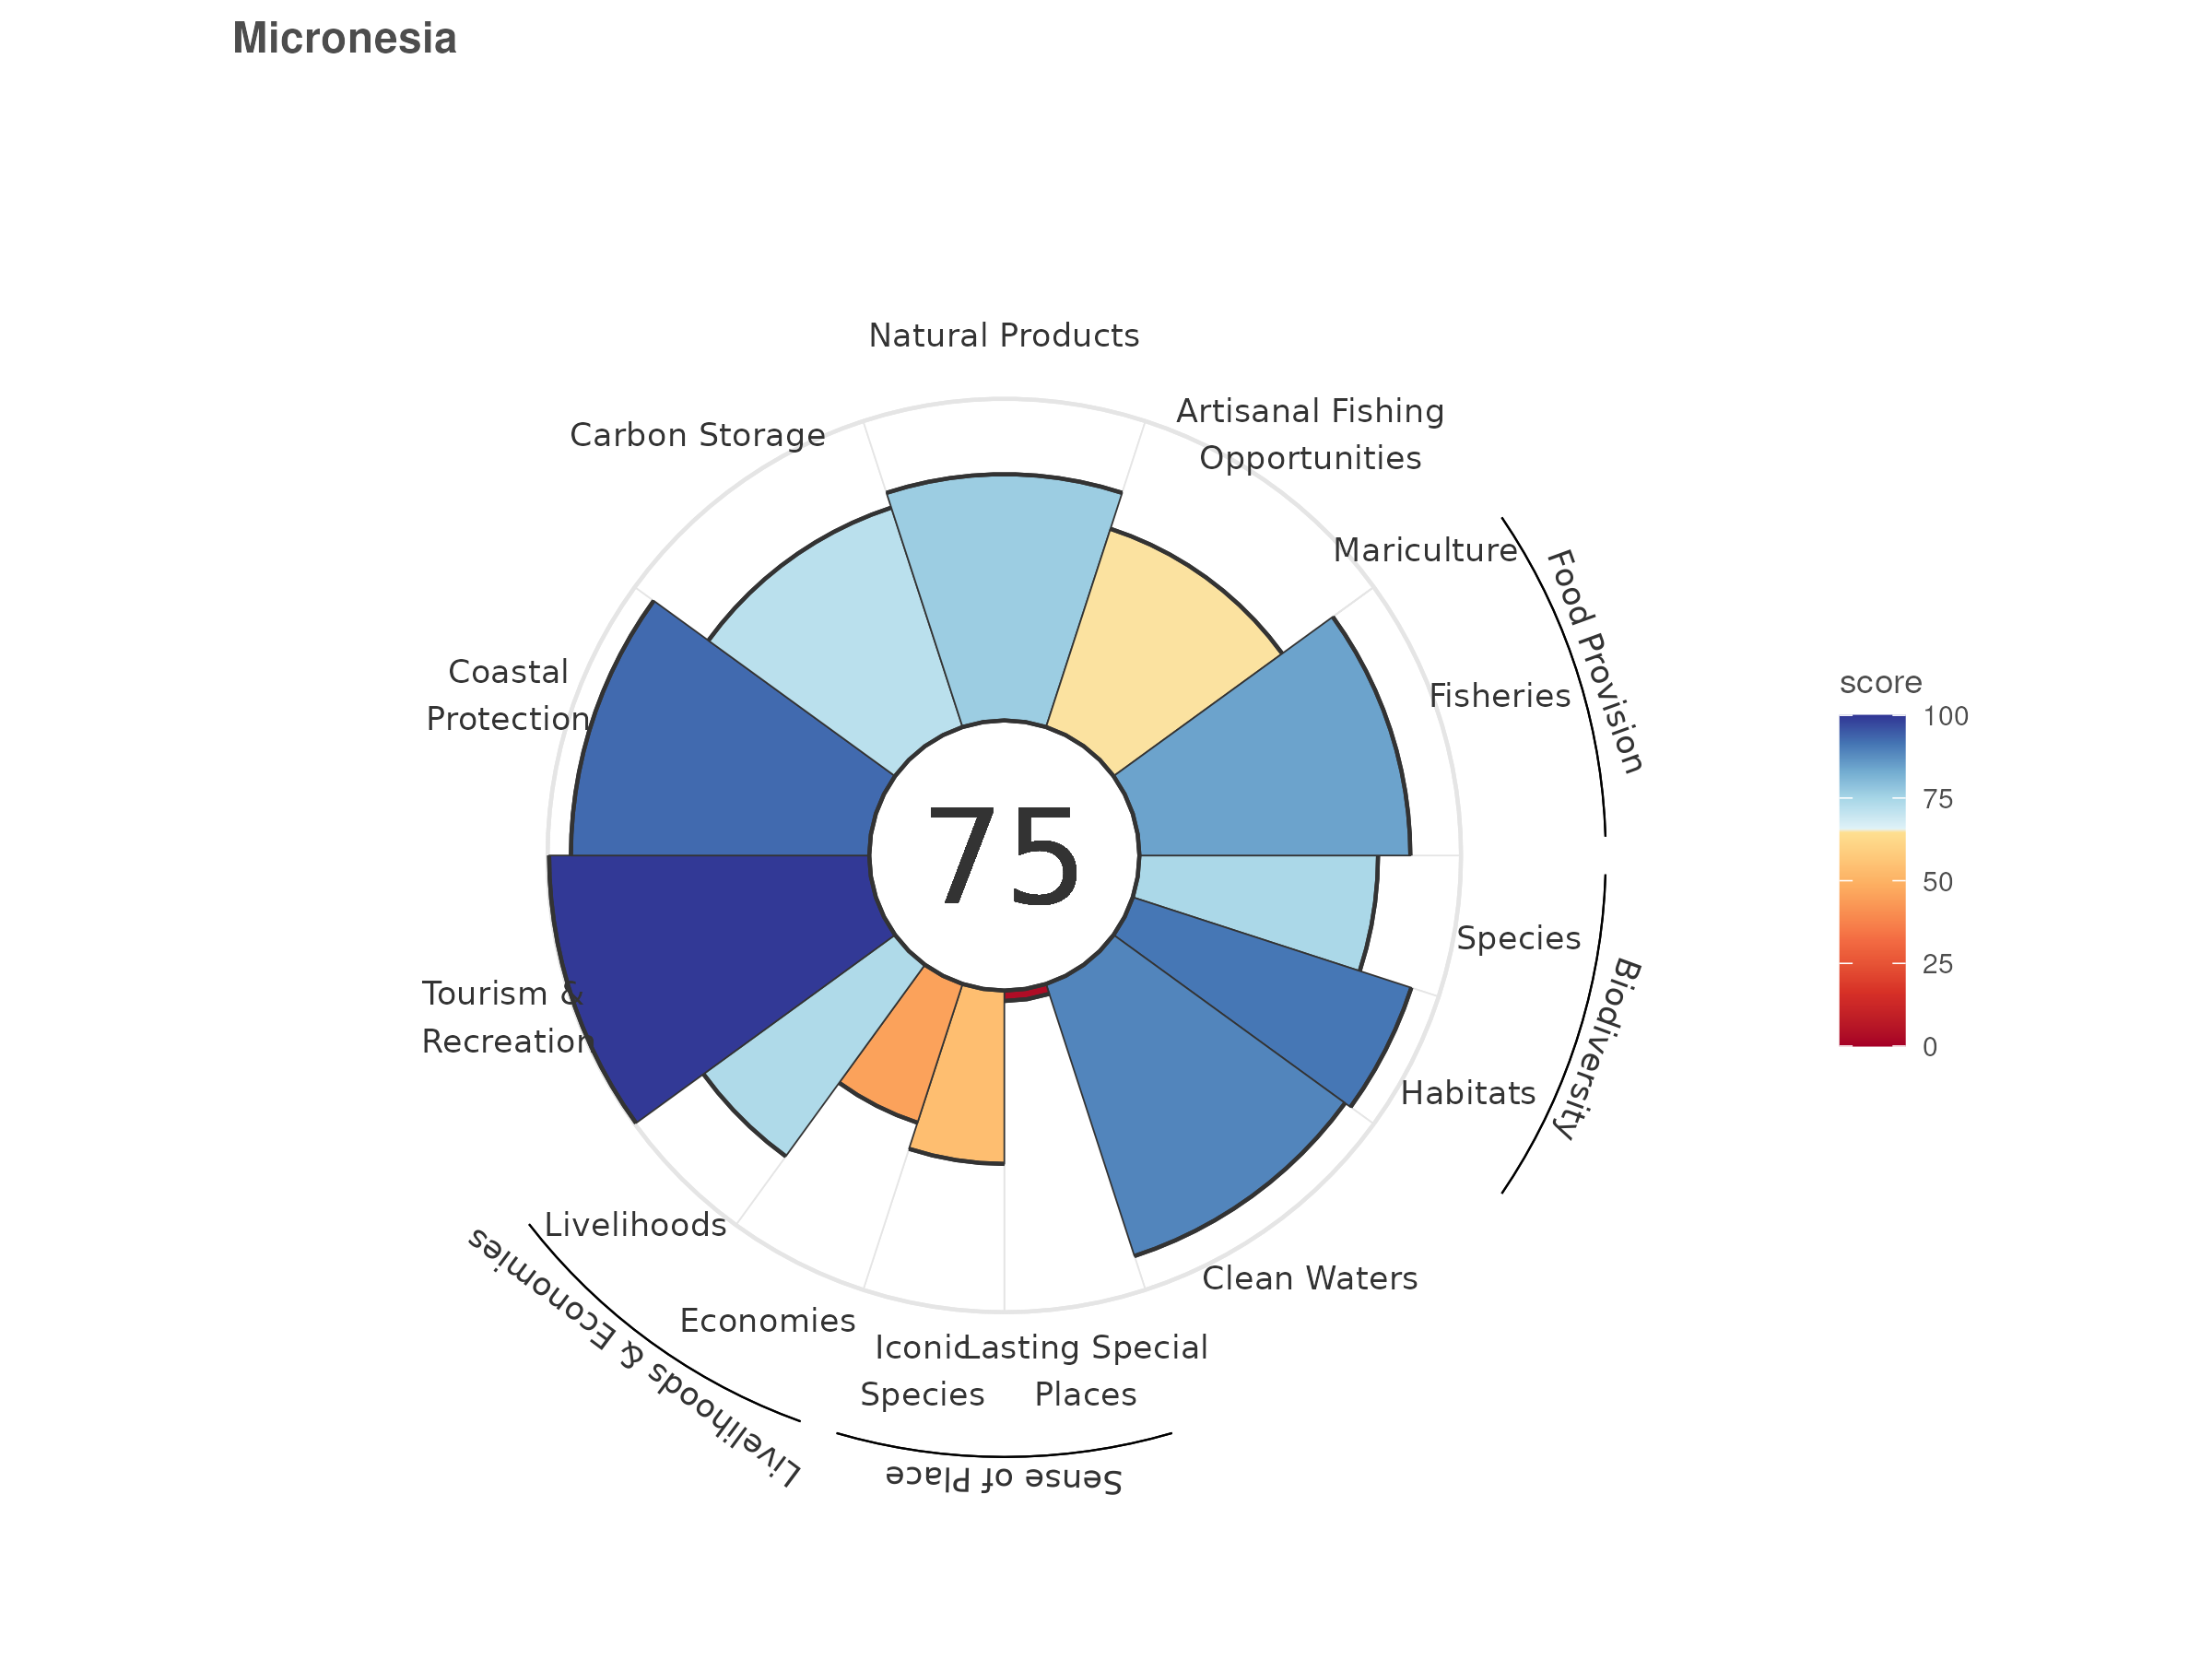 Micronesia
Natural Products
Artisanal Fishing
Opportunities
Carbon Storage
Mariculture
Food Provision
Fisheries
Coastal
Protection
score
100
75
50
25
0
75
Species
Biodiversity
Tourism &
Recreation
Habitats
Livelihoods
Clean Waters
Economies
Livelihoods & Economies
Iconic
Species
Lasting Special
Places
Sense of Place